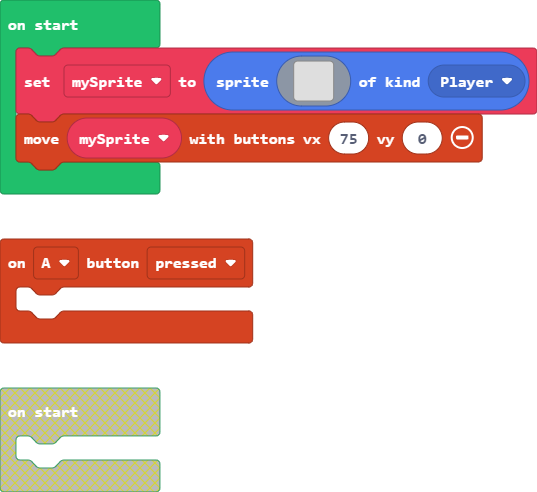 on start
set mySprite to sprite of kind Player
move mySprite with buttons vx 75 vy 0
on A button pressed
on start